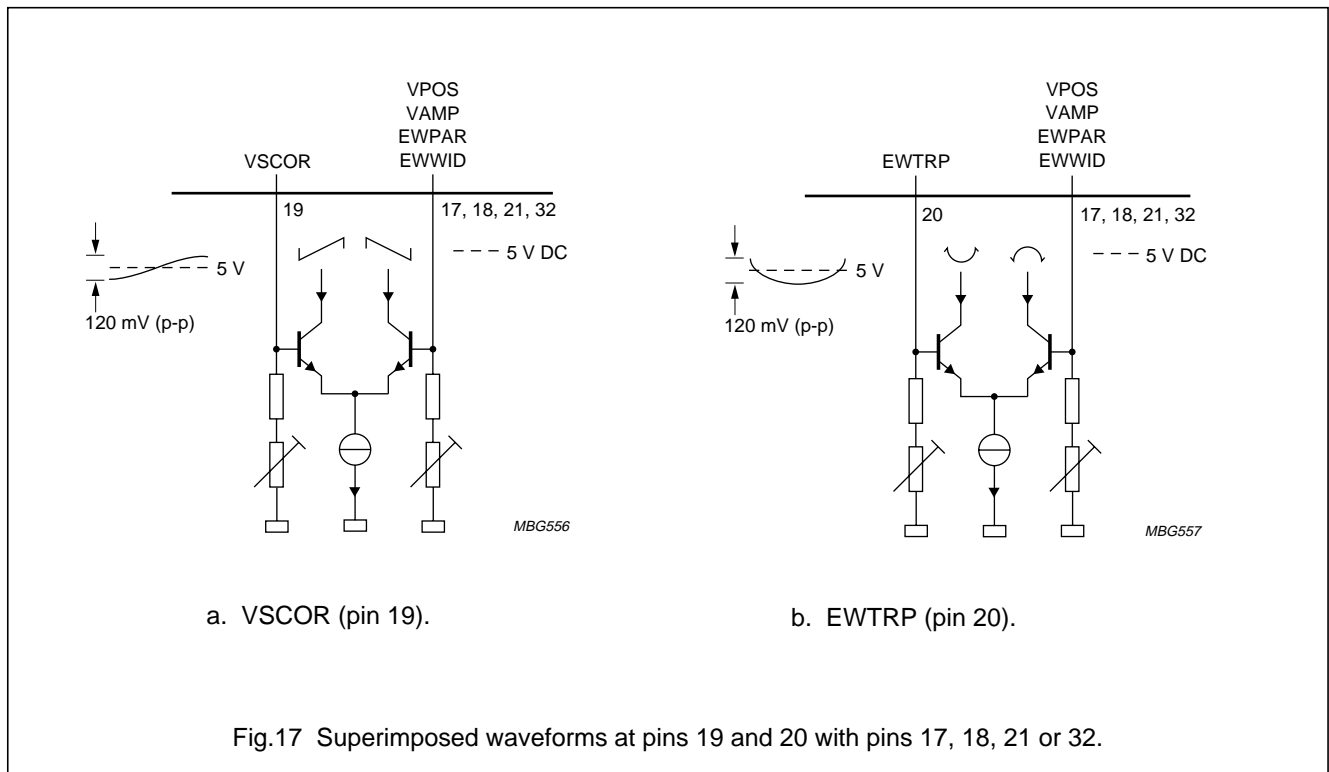 VPOS
VAMP
EWPAR
VSCOR EWWID
19 17, 18, 21, 32
5 V
5 V DC
120 mV (p-p)
MBG556
a. VSCOR (pin 19).
VPOS
VAMP
EWPAR
EWTRP EWWID
20 17, 18, 21, 32
5 V
5 V DC
120 mV (p-p)
MBG557
b. EWTRP (pin 20).
Fig.17 Superimposed waveforms at pins 19 and 20 with pins 17, 18, 21 or 32.